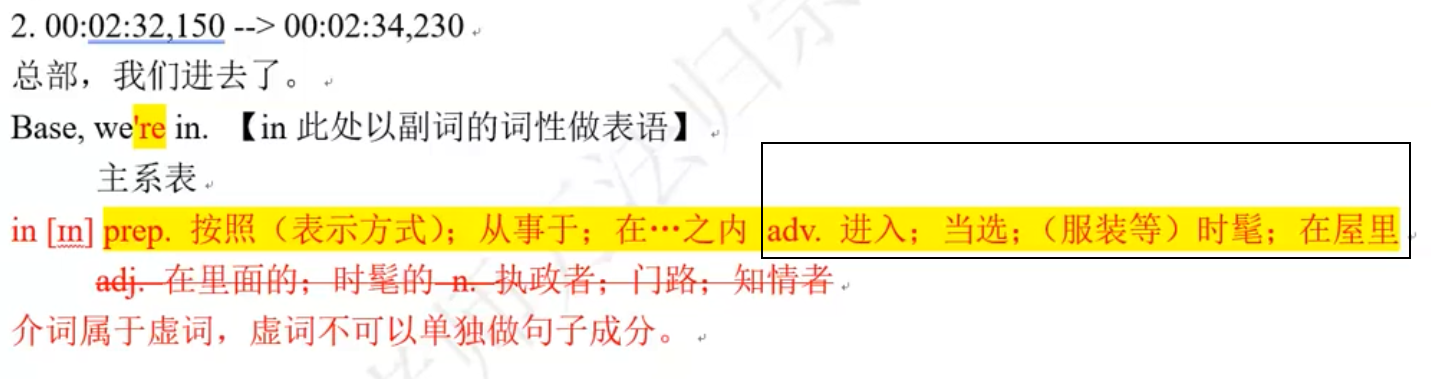 2. 00:02:32,150 --> 00:02:34,230
总部，我们进去了。
Base, we're in. 【in 此处以副词的词性做表语】
主系表
in [ɪn] prep. 按照（表示方式）；从事于；在…之内 adv. 进入；当选；（服装等）时髦；在屋里
adj. 在里面的；时髦的 n. 执政者；门路；知情者
介词属于虚词，虚词不可以单独做句子成分。